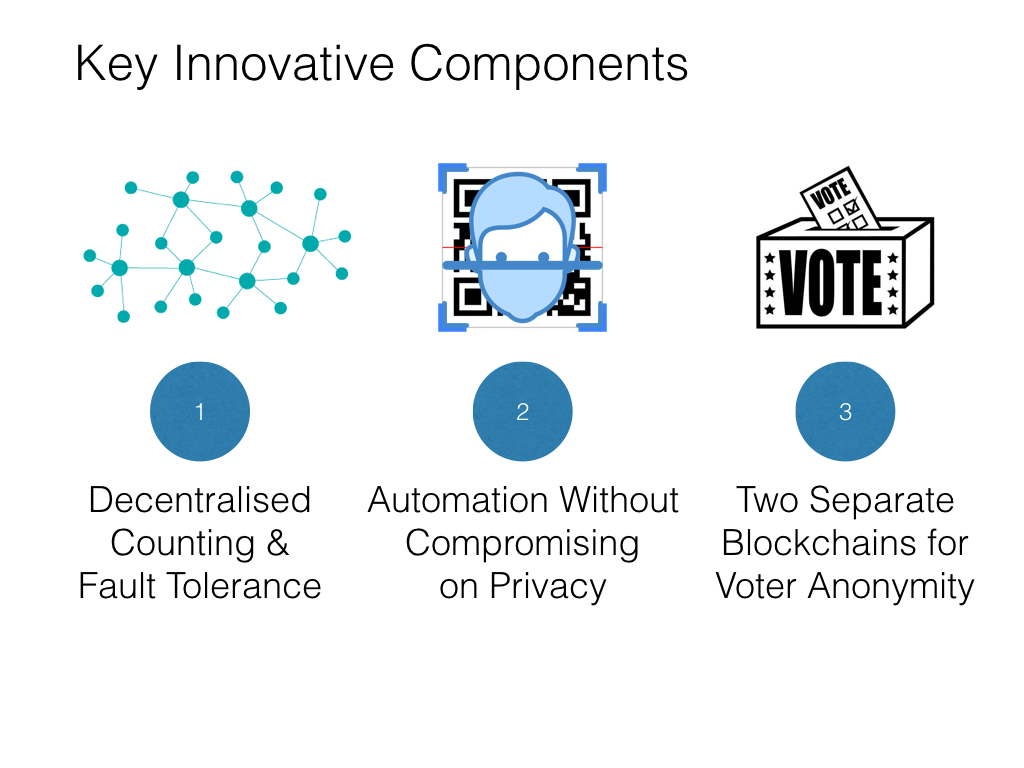 Key Innovative Components
VOTE
VOTE
1
2
3
Decentralised
Counting &
Fault Tolerance
Automation Without
Compromising
on Privacy
Two Separate
Blockchains for
Voter Anonymity